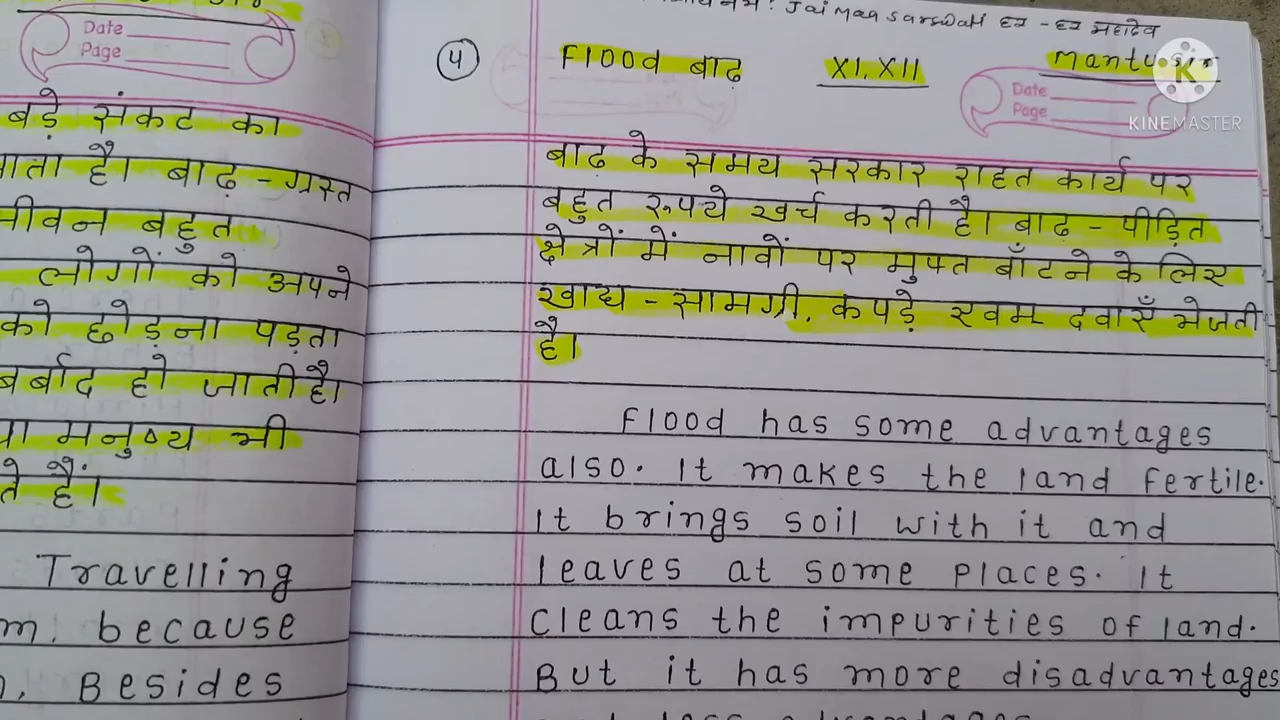 Jai Maa Sarswati हर - हर महादेव
Date
Page
बड़े संकट का
है। बाढ़ - ग्रस्त
जीवन बहुत
लोगों को अपने
को छोड़ना पड़ता
बर्बाद हो जाती है।
मनुष्य भी
हैं।
Travelling
because
Besides
4 Flood बाढ़ XI, XII Mantu sir
Date
Page
KINEMASTER
बाढ़ के समय सरकार राहत कार्य पर
बहुत रूपये खर्च करती है। बाढ़ - पीड़ित
क्षेत्रों में नावों पर मुफ्त बाँटने के लिए
खाद्य - सामग्री, कपड़े एवम् दवाएँ भेजती
है।
Flood has some advantages
also. It makes the land fertile.
It brings soil with it and
leaves at some places. It
cleans the impurities of land.
But it has more disadvantages